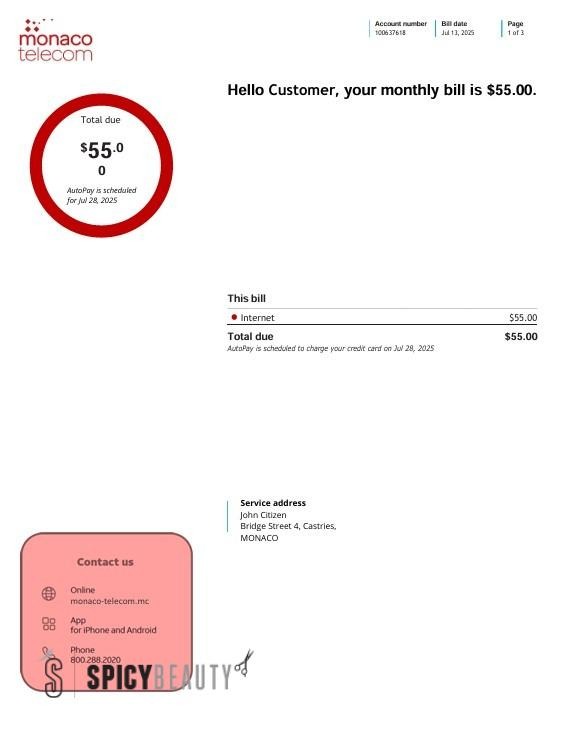 monaco
telecom
Account number
100637618
Bill date
Jul 13, 2025
Page
1 of 3
Hello Customer, your monthly bill is $55.00.
Total due
$55.0
0
AutoPay is scheduled
for Jul 28, 2025
This bill
Internet $55.00
Total due $55.00
AutoPay is scheduled to charge your credit card on Jul 28, 2025
Service address
John Citizen
Bridge Street 4, Castries,
MONACO
Contact us
Online
monaco-telecom.mc
App
for iPhone and Android
Phone
800.288.2020
S SPICYBEAUTY